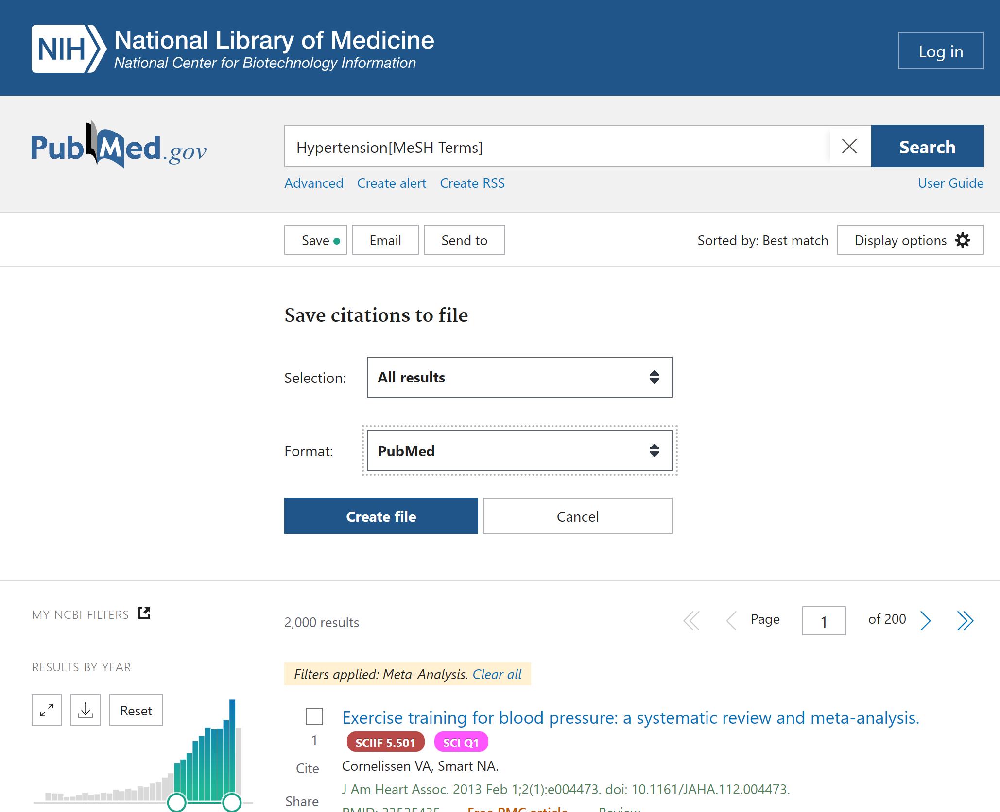 NIH National Library of Medicine
National Center for Biotechnology Information
Log in
PubMed.gov
Hypertension[MeSH Terms]
Search
Advanced Create alert Create RSS User Guide
Save Email Send to Sorted by: Best match Display options
Save citations to file
Selection: All results
Format: PubMed
Create file Cancel
MY NCBI FILTERS
2,000 results Page 1 of 200
RESULTS BY YEAR
Reset
Filters applied: Meta-Analysis. Clear all
Exercise training for blood pressure: a systematic review and meta-analysis.
1 SCIIF 5.501 SCI Q1
Cite Cornelissen VA, Smart NA.
J Am Heart Assoc. 2013 Feb 1;2(1):e004473. doi: 10.1161/JAHA.112.004473.
Share
PMID: 23525435 Free PMC article Review